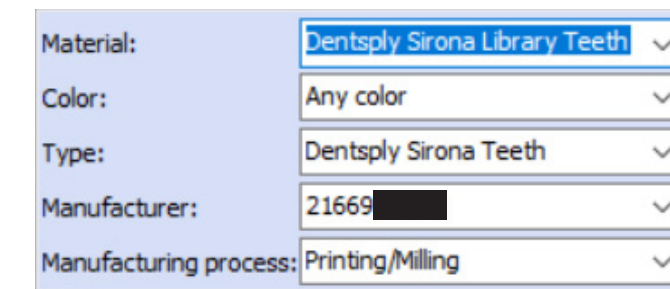 Material: Dentsply Sirona Library Teeth
Color: Any color
Type: Dentsply Sirona Teeth
Manufacturer: 21669
Manufacturing process: Printing/Milling